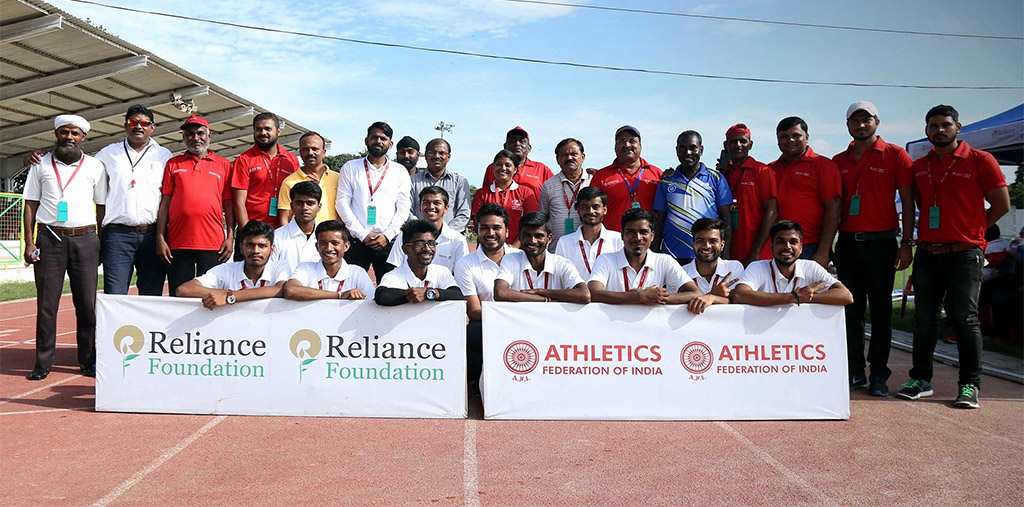 Reliance
Foundation
Reliance
Foundation
A.F.I.
ATHLETICS
FEDERATION OF INDIA
A.F.I.
ATHLETICS
FEDERATION OF INDIA